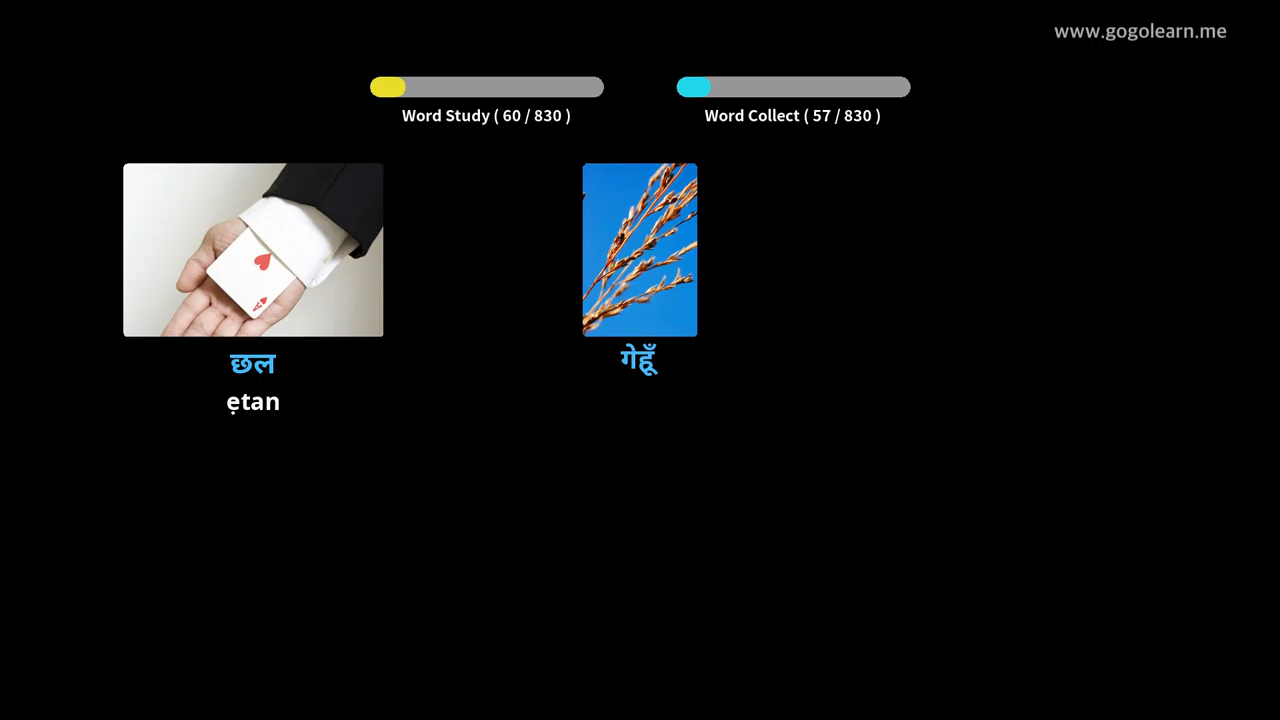 www.gogolearn.me
Word Study ( 60 / 830 )
Word Collect ( 57 / 830 )
छल
ẹtan
गेहूँ